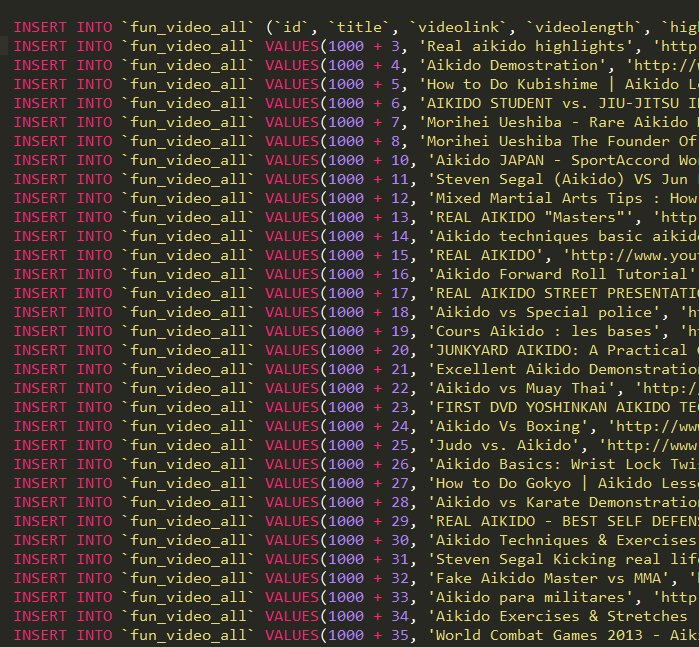 INSERT INTO `fun_video_all` (`id`, `title`, `videolink`, `videolength`, `hig
INSERT INTO `fun_video_all` VALUES(1000 + 3, 'Real aikido highlights', 'http
INSERT INTO `fun_video_all` VALUES(1000 + 4, 'Aikido Demostration', 'http://w
INSERT INTO `fun_video_all` VALUES(1000 + 5, 'How to Do Kubishime | Aikido Le
INSERT INTO `fun_video_all` VALUES(1000 + 6, 'AIKIDO STUDENT vs. JIU-JITSU I
INSERT INTO `fun_video_all` VALUES(1000 + 7, 'Morihei Ueshiba - Rare Aikido
INSERT INTO `fun_video_all` VALUES(1000 + 8, 'Morihei Ueshiba The Founder Of
INSERT INTO `fun_video_all` VALUES(1000 + 10, 'Aikido JAPAN - SportAccord Wo
INSERT INTO `fun_video_all` VALUES(1000 + 11, 'Steven Segal (Aikido) VS Jun
INSERT INTO `fun_video_all` VALUES(1000 + 12, 'Mixed Martial Arts Tips : How
INSERT INTO `fun_video_all` VALUES(1000 + 13, 'REAL AIKIDO "Masters"', 'http
INSERT INTO `fun_video_all` VALUES(1000 + 14, 'Aikido techniques basic aikid
INSERT INTO `fun_video_all` VALUES(1000 + 15, 'REAL AIKIDO', 'http://www.you
INSERT INTO `fun_video_all` VALUES(1000 + 16, 'Aikido Forward Roll Tutorial'
INSERT INTO `fun_video_all` VALUES(1000 + 17, 'REAL AIKIDO STREET PRESENTATI
INSERT INTO `fun_video_all` VALUES(1000 + 18, 'Aikido vs Special police', 'h
INSERT INTO `fun_video_all` VALUES(1000 + 19, 'Cours Aikido : les bases', 'h
INSERT INTO `fun_video_all` VALUES(1000 + 20, 'JUNKYARD AIKIDO: A Practical
INSERT INTO `fun_video_all` VALUES(1000 + 21, 'Excellent Aikido Demonstration
INSERT INTO `fun_video_all` VALUES(1000 + 22, 'Aikido vs Muay Thai', 'http:/
INSERT INTO `fun_video_all` VALUES(1000 + 23, 'FIRST DVD YOSHINKAN AIKIDO TE
INSERT INTO `fun_video_all` VALUES(1000 + 24, 'Aikido Vs Boxing', 'http://ww
INSERT INTO `fun_video_all` VALUES(1000 + 25, 'Judo vs. Aikido', 'http://www
INSERT INTO `fun_video_all` VALUES(1000 + 26, 'Aikido Basics: Wrist Lock Twi
INSERT INTO `fun_video_all` VALUES(1000 + 27, 'How to Do Gokyo | Aikido Less
INSERT INTO `fun_video_all` VALUES(1000 + 28, 'Aikido vs Karate Demonstration
INSERT INTO `fun_video_all` VALUES(1000 + 29, 'REAL AIKIDO - BEST SELF DEFEN
INSERT INTO `fun_video_all` VALUES(1000 + 30, 'Aikido Techniques & Exercises
INSERT INTO `fun_video_all` VALUES(1000 + 31, 'Steven Segal Kicking real lif
INSERT INTO `fun_video_all` VALUES(1000 + 32, 'Fake Aikido Master vs MMA', '
INSERT INTO `fun_video_all` VALUES(1000 + 33, 'Aikido para militares', 'http
INSERT INTO `fun_video_all` VALUES(1000 + 34, 'Aikido Exercises & Stretches
INSERT INTO `fun_video_all` VALUES(1000 + 35, 'World Combat Games 2013 - Aik